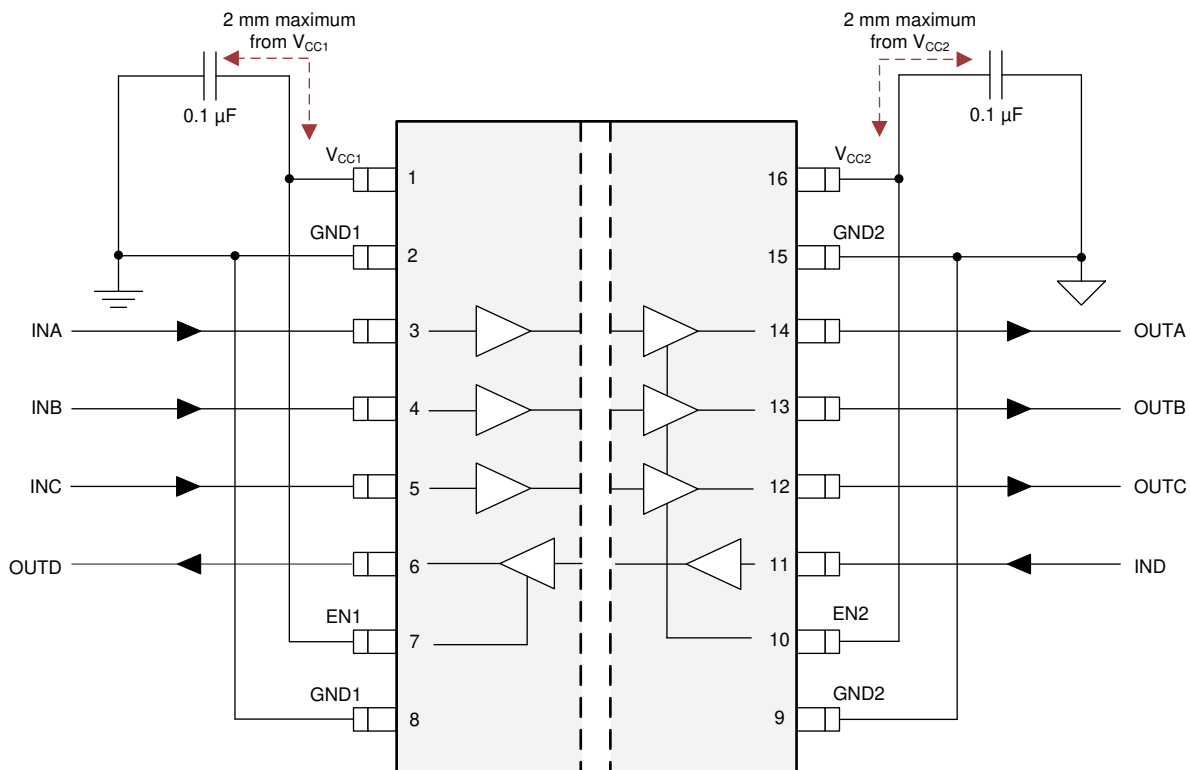 2 mm maximum
from VCC1
2 mm maximum
from VCC2
0.1 µF
0.1 µF
VCC1
1
16
VCC2
GND1
2
15
GND2
INA
3
14
OUTA
INB
4
13
OUTB
INC
5
12
OUTC
OUTD
6
11
IND
EN1
7
10
EN2
GND1
8
9
GND2